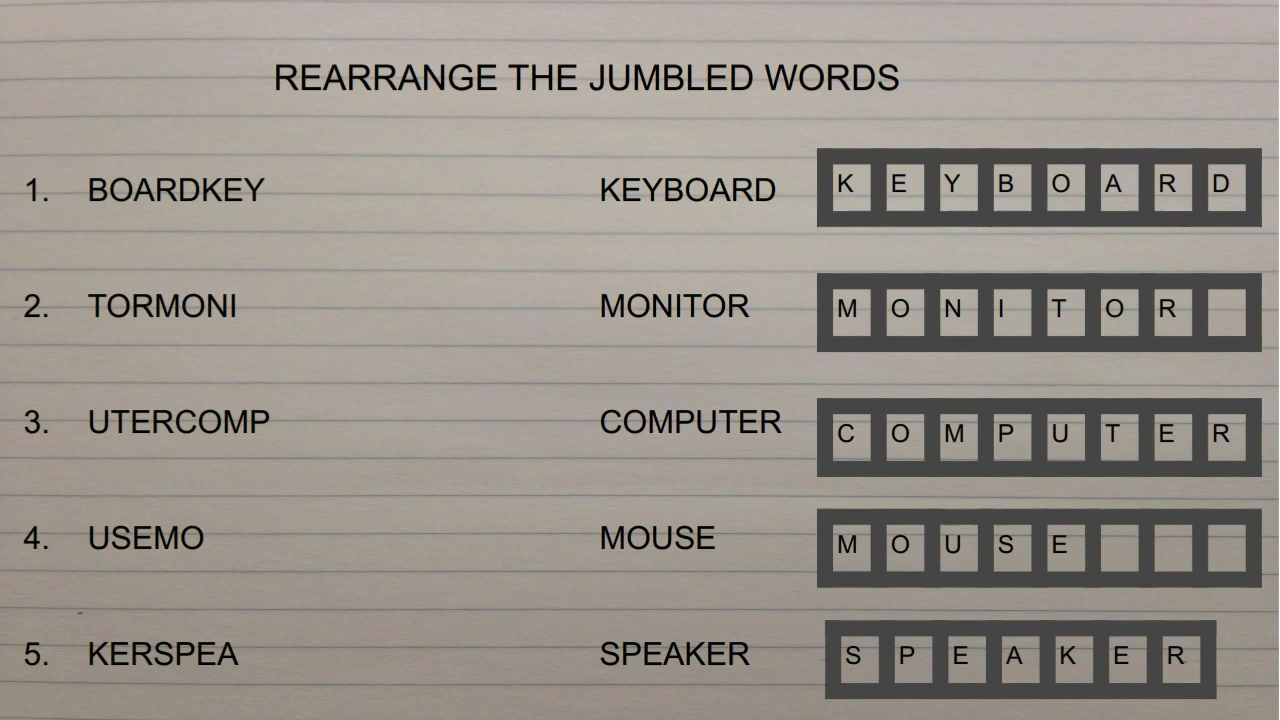 REARRANGE THE JUMBLED WORDS
1. BOARDKEY KEYBOARD K E Y B O A R D
2. TORMONI MONITOR M O N I T O R
3. UTERCOMP COMPUTER C O M P U T E R
4. USEMO MOUSE M O U S E
5. KERSPEA SPEAKER S P E A K E R